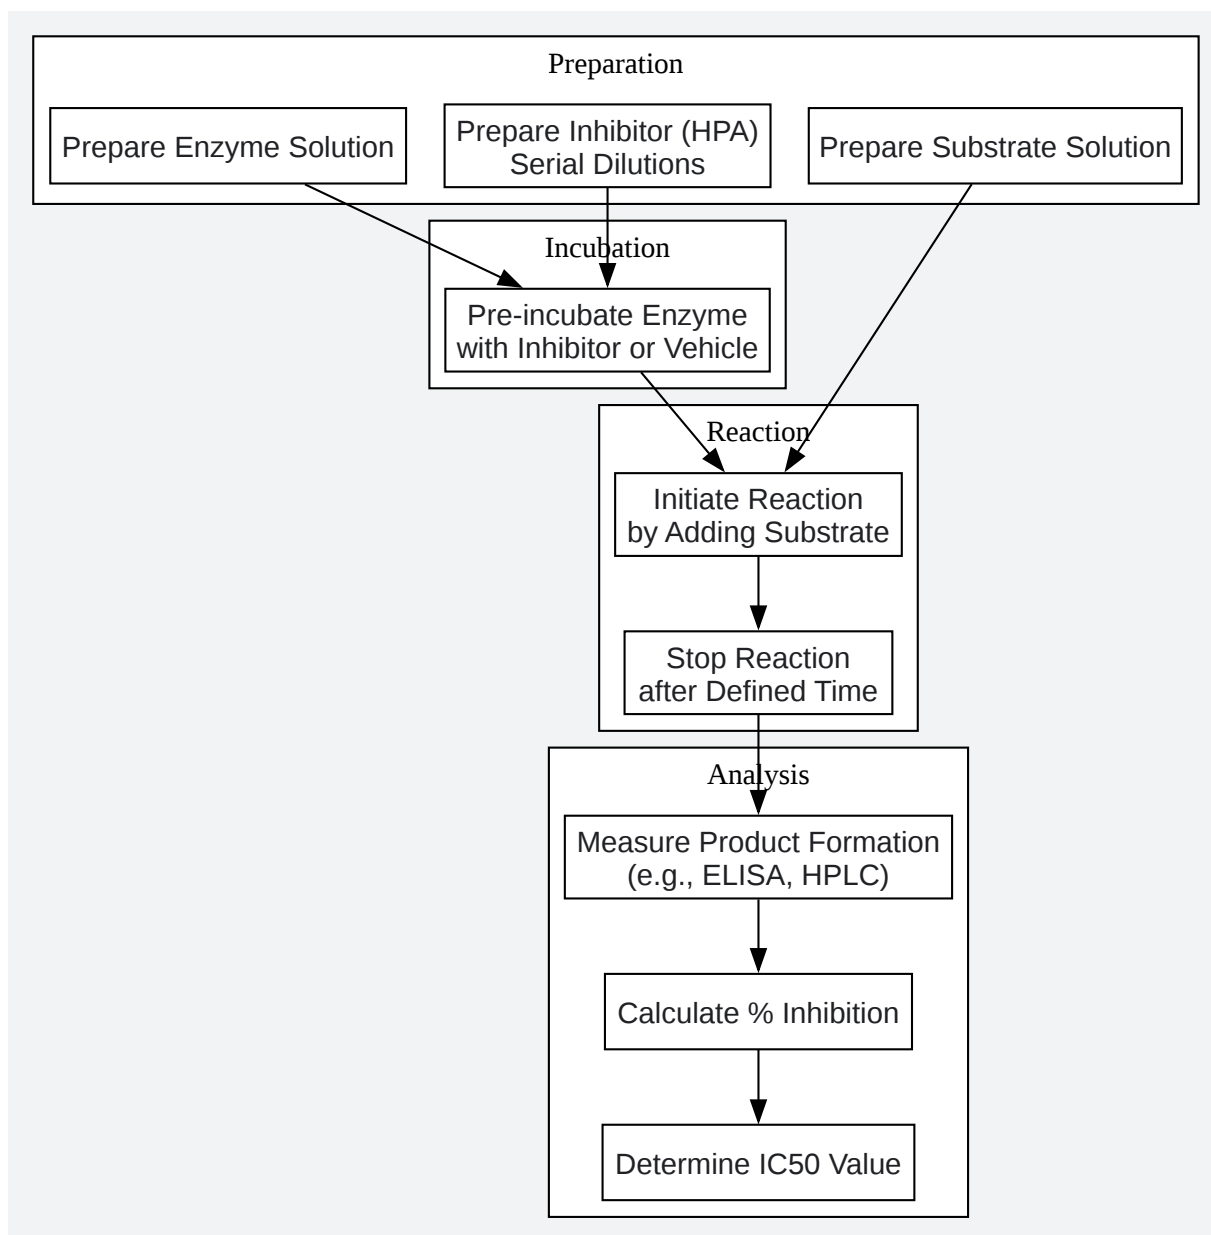 Preparation
Prepare Enzyme Solution
Prepare Inhibitor (HPA)
Serial Dilutions
Prepare Substrate Solution
Incubation
Pre-incubate Enzyme
with Inhibitor or Vehicle
Reaction
Initiate Reaction
by Adding Substrate
Stop Reaction
after Defined Time
Analysis
Measure Product Formation
(e.g., ELISA, HPLC)
Calculate % Inhibition
Determine IC50 Value